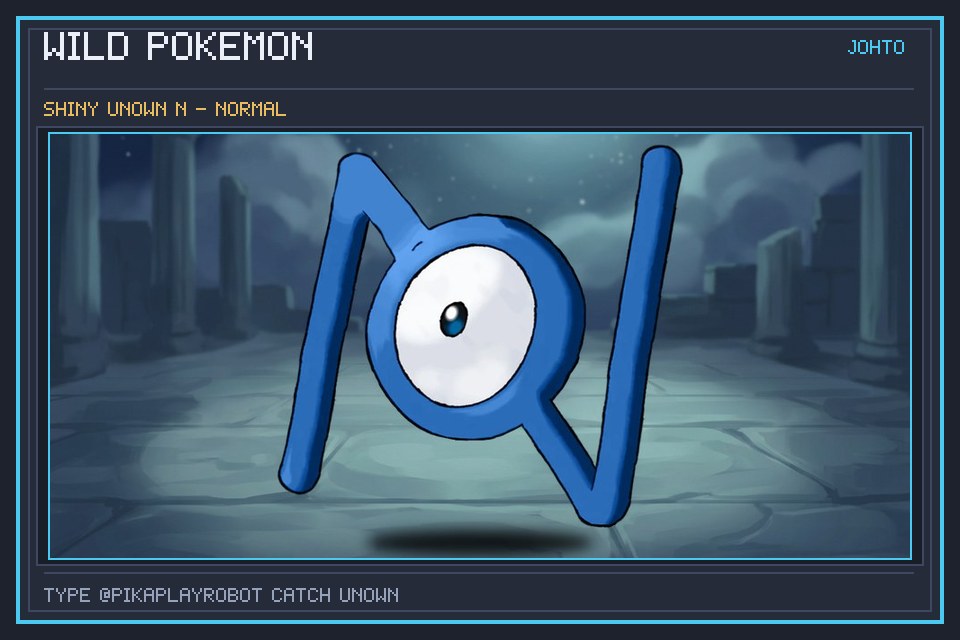 WILD POKEMON
JOHTO
SHINY UNOWN N - NORMAL
TYPE @PIKAPLAYROBOT CATCH UNOWN